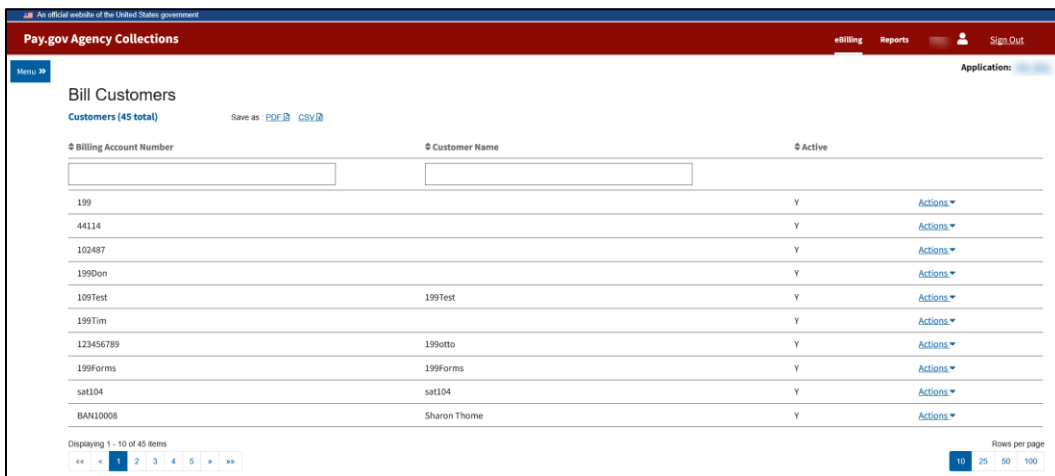 An official website of the United States government
Pay.gov Agency Collections
eBilling Reports Sign Out
Menu »
Application:
Bill Customers
Customers (45 total) Save as : PDF CSV
Billing Account Number Customer Name Active
199 Y Actions
44114 Y Actions
102487 Y Actions
199Don Y Actions
109Test 199Test Y Actions
199Tim Y Actions
123456789 199otto Y Actions
199Forms 199Forms Y Actions
sat104 sat104 Y Actions
BAN10008 Sharon Thome Y Actions
Displaying 1 - 10 of 45 items Rows per page
«« « 1 2 3 4 5 » »» 10 25 50 100